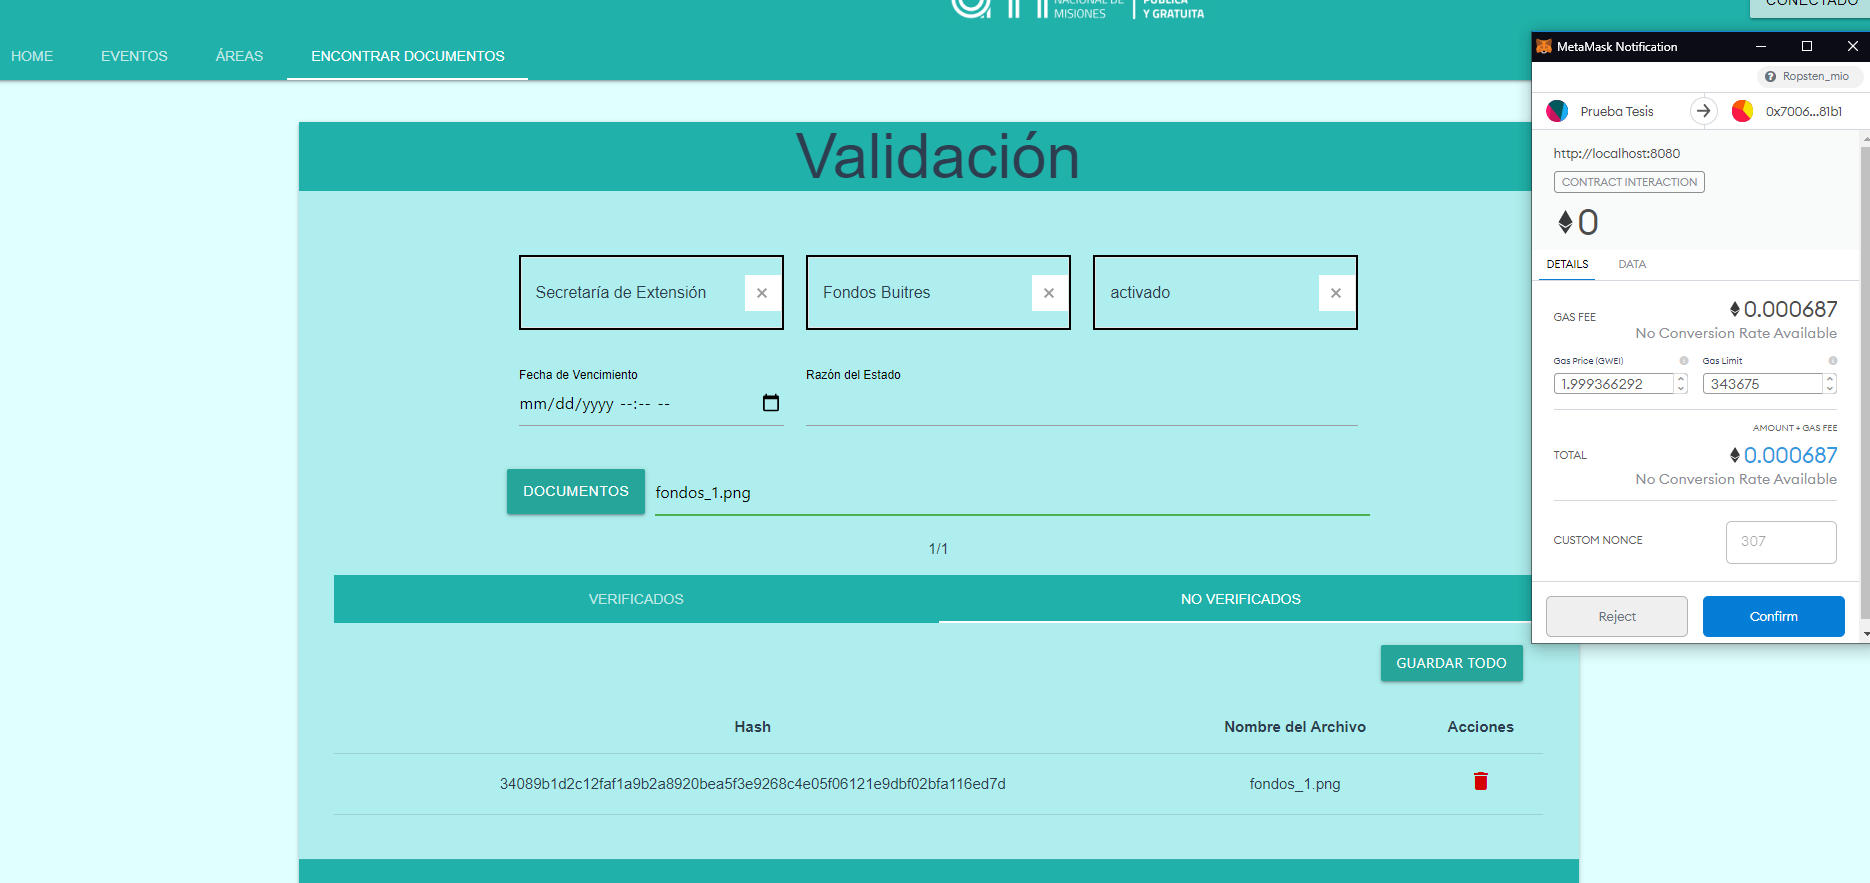 NACIONAL DE
MISIONES
PÚBLICA
Y GRATUITA
CONECTADO
HOME
EVENTOS
ÁREAS
ENCONTRAR DOCUMENTOS
Validación
Secretaría de Extensión
×
Fondos Buitres
×
activado
×
Fecha de Vencimiento
mm/dd/yyyy --:-- --
Razón del Estado
DOCUMENTOS
fondos_1.png
1/1
VERIFICADOS
NO VERIFICADOS
GUARDAR TODO
Hash
Nombre del Archivo
Acciones
34089b1d2c12faf1a9b2a8920bea5f3e9268c4e05f06121e9dbf02bfa116ed7d
fondos_1.png
MetaMask Notification
Ropsten_mio
Prueba Tesis
0x7006...81b1
http://localhost:8080
CONTRACT INTERACTION
0
DETAILS
DATA
GAS FEE
0.000687
No Conversion Rate Available
Gas Price (GWEI)
Gas Limit
1.999366292
343675
AMOUNT + GAS FEE
TOTAL
0.000687
No Conversion Rate Available
CUSTOM NONCE
307
Reject
Confirm